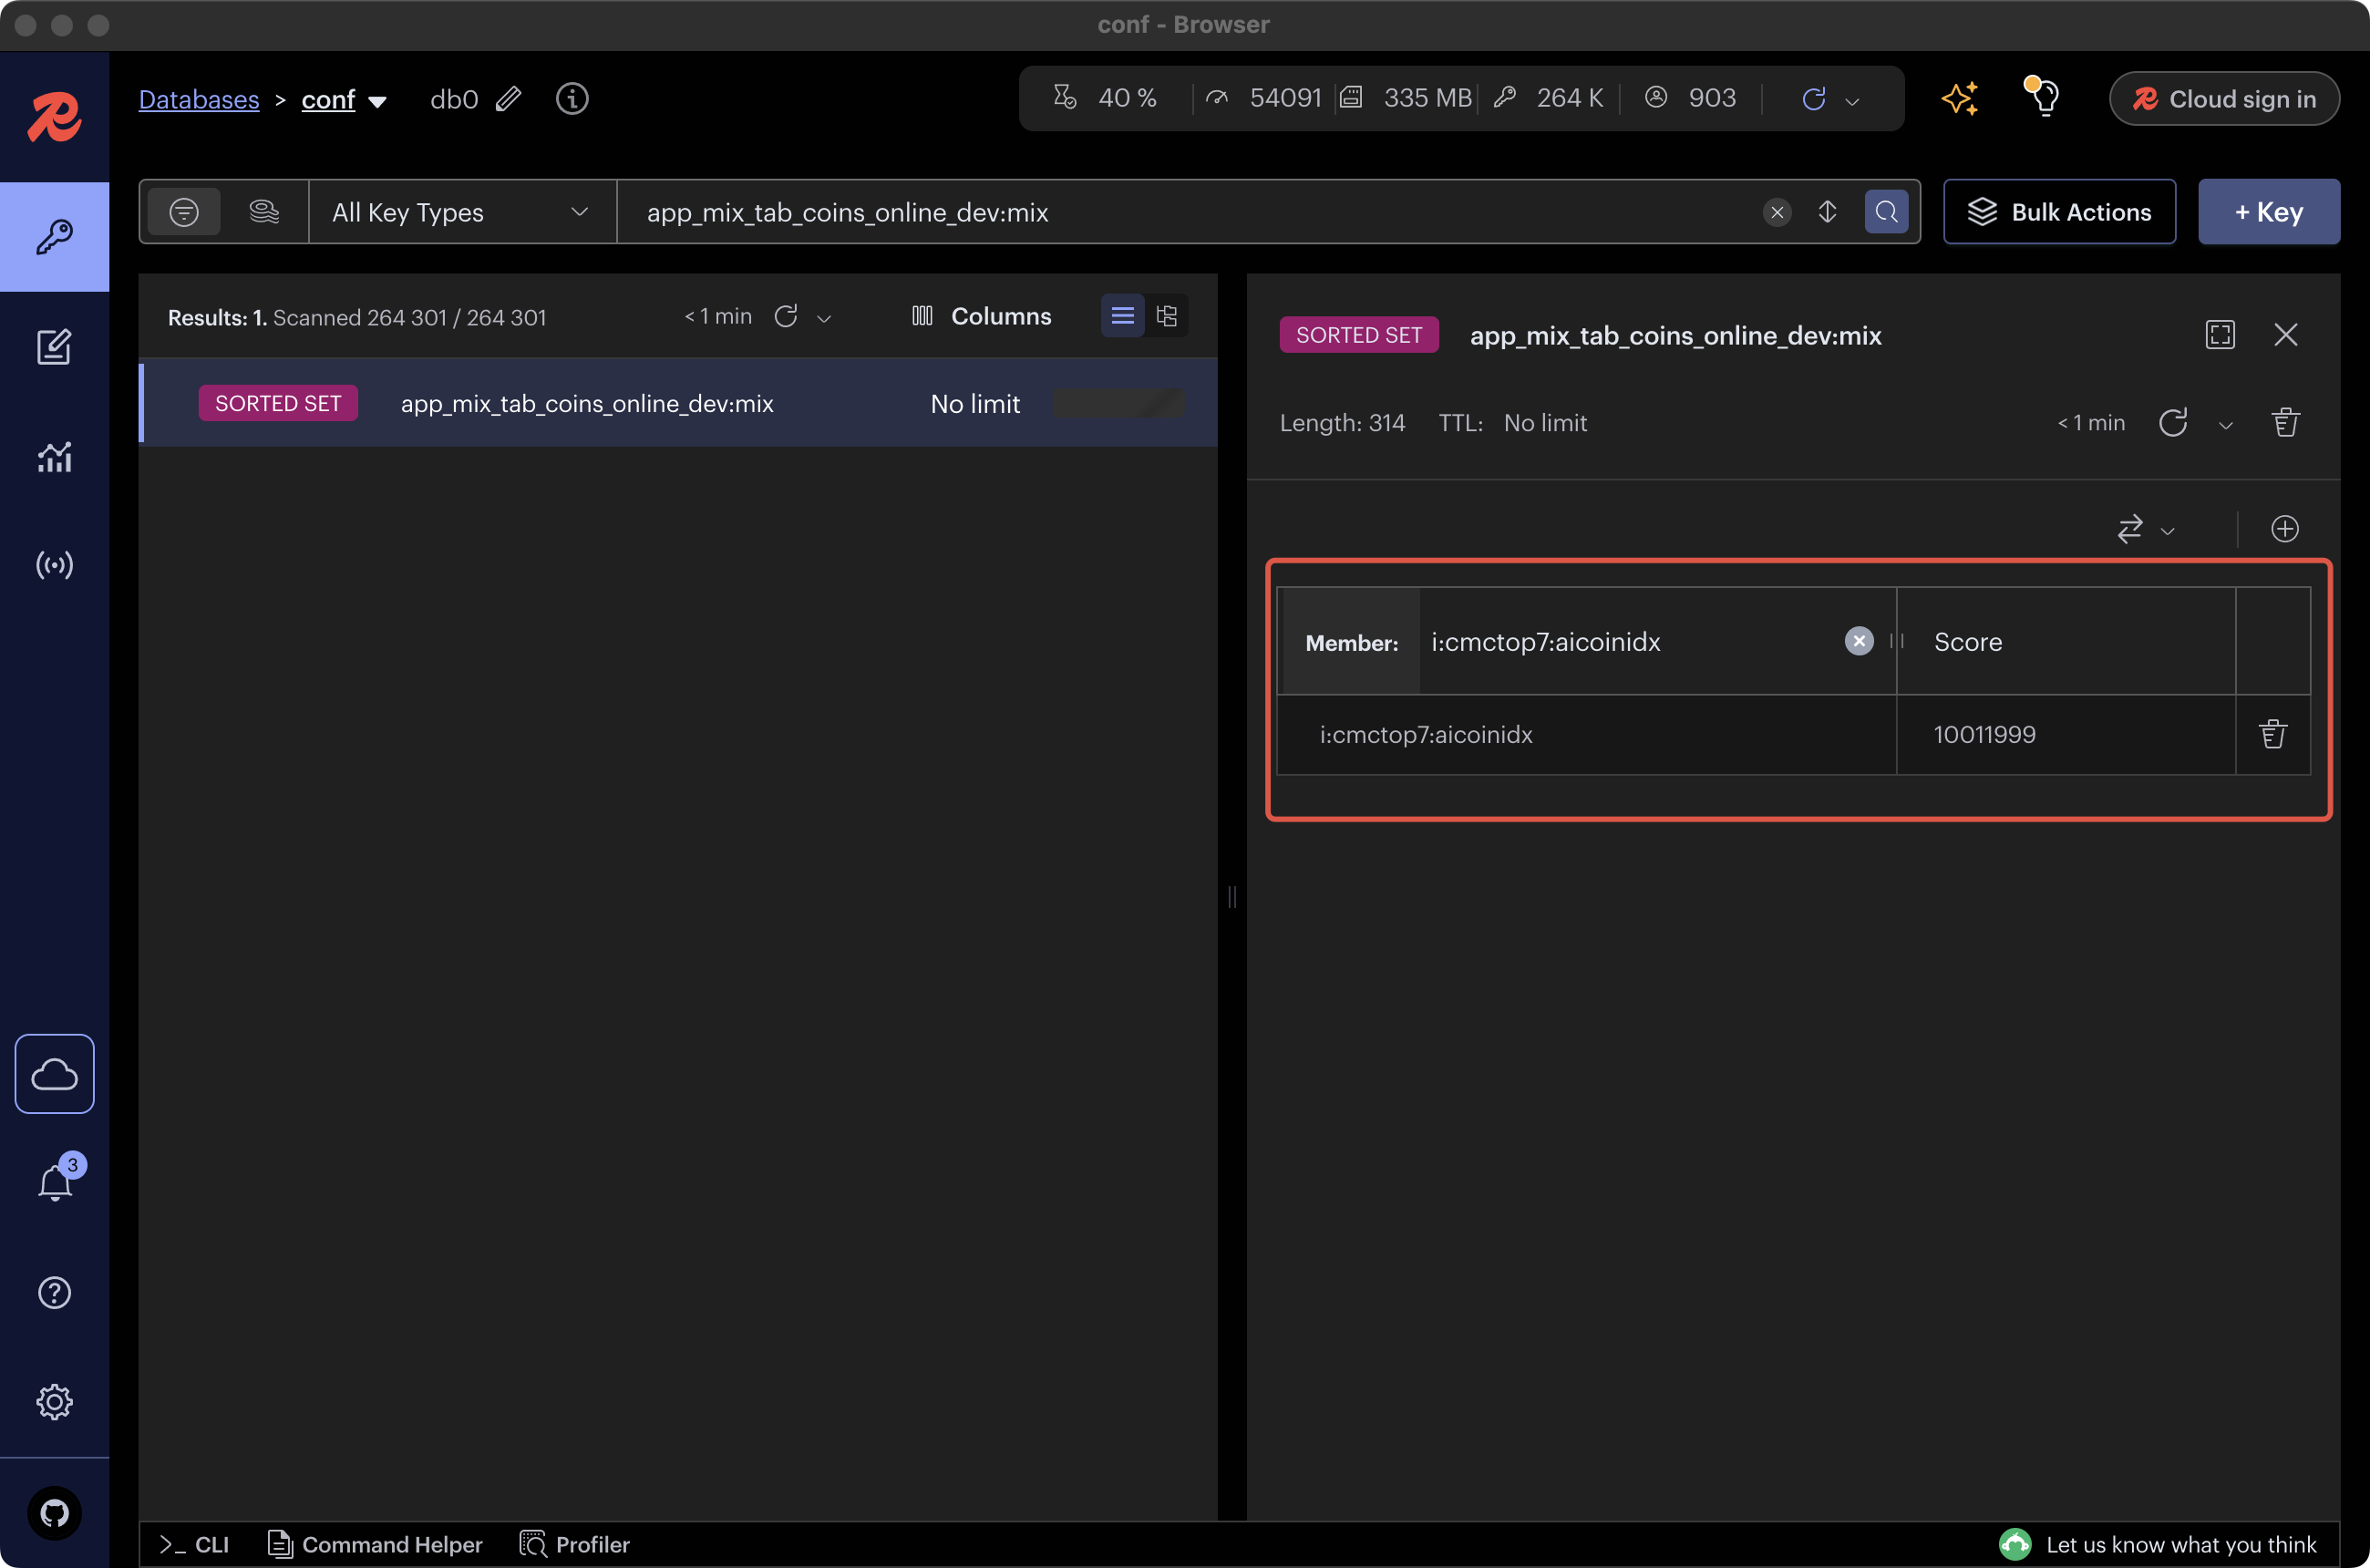 conf - Browser
Databases > conf db0 40 % 54091 335 MB 264 K 903 Cloud sign in
All Key Types app_mix_tab_coins_online_dev:mix Bulk Actions + Key
Results: 1. Scanned 264 301 / 264 301 < 1 min Columns
SORTED SET app_mix_tab_coins_online_dev:mix No limit
SORTED SET app_mix_tab_coins_online_dev:mix
Length: 314 TTL: No limit < 1 min
Member: i:cmctop7:aicoinidx Score
i:cmctop7:aicoinidx 10011999
3
>_ CLI Command Helper Profiler Let us know what you think